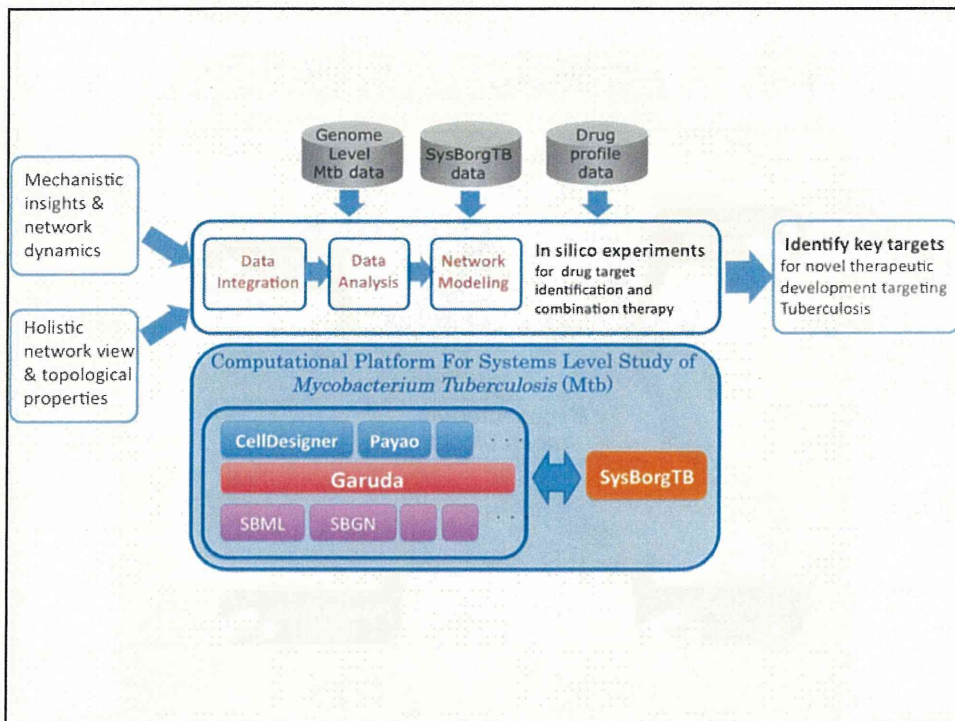 Genome
Level
Mtb data
SysBorgTB
data
Drug
profile
data
Mechanistic
insights &
network
dynamics
Holistic
network view
& topological
properties
Data
Integration
Data
Analysis
Network
Modeling
In silico experiments
for drug target
identification and
combination therapy
Identify key targets
for novel therapeutic
development targeting
Tuberculosis
Computational Platform For Systems Level Study of
Mycobacterium Tuberculosis (Mtb)
CellDesigner
Payao
. . .
Garuda
SBML
SBGN
. .
SysBorgTB